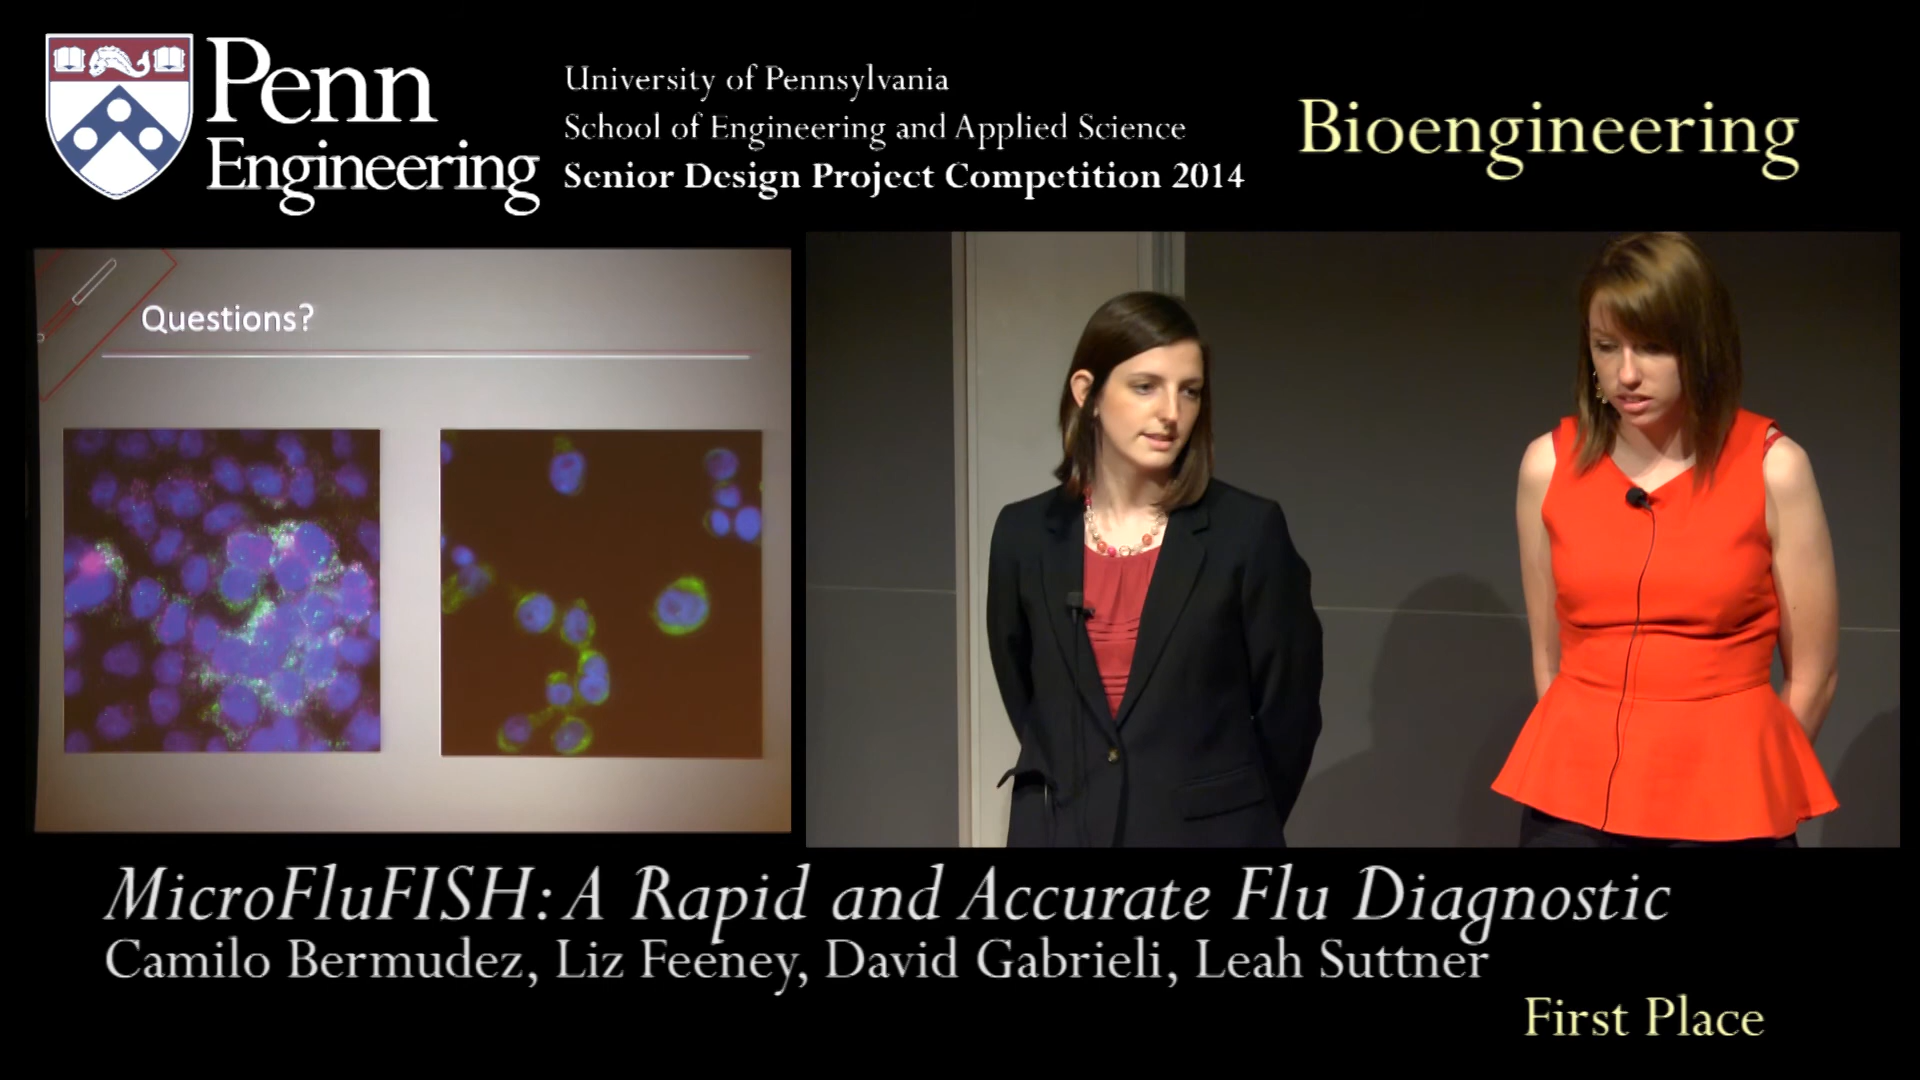 Penn
Engineering
University of Pennsylvania
School of Engineering and Applied Science
Senior Design Project Competition 2014
Bioengineering
Questions?
MicroFluFISH: A Rapid and Accurate Flu Diagnostic
Camilo Bermudez, Liz Feeney, David Gabrieli, Leah Suttner
First Place